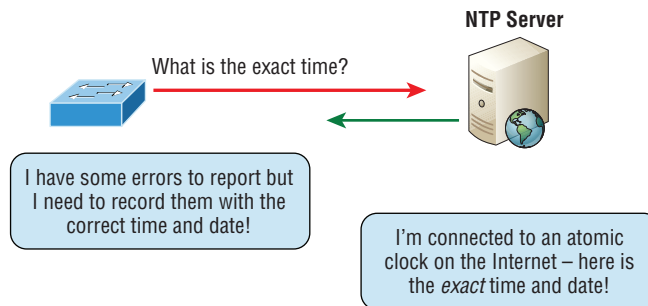 NTP Server
What is the exact time?
I have some errors to report but
I need to record them with the
correct time and date!
I'm connected to an atomic
clock on the Internet – here is
the exact time and date!